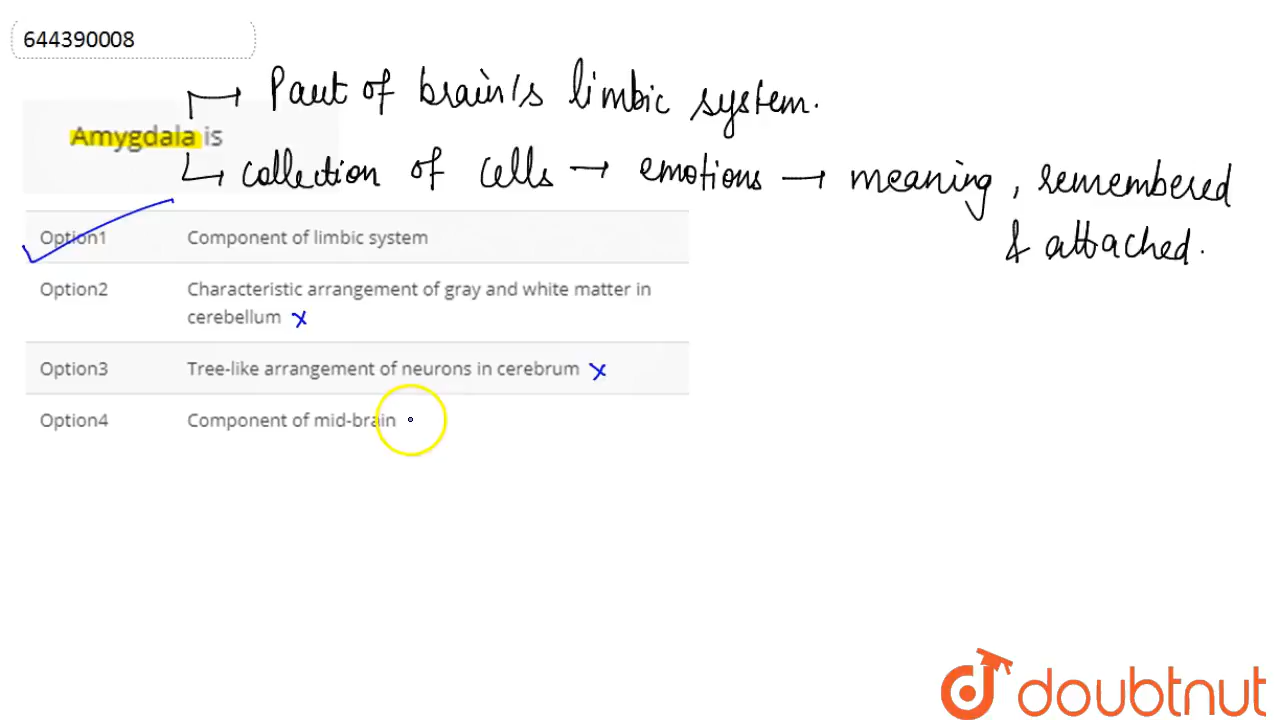 644390008
Part of brain's limbic system.
Amygdala is
collection of cells → emotions → meaning, remembered
& attached.
Option1 Component of limbic system
Option2 Characteristic arrangement of gray and white matter in
cerebellum x
Option3 Tree-like arrangement of neurons in cerebrum x
Option4 Component of mid-brain
doubtnut